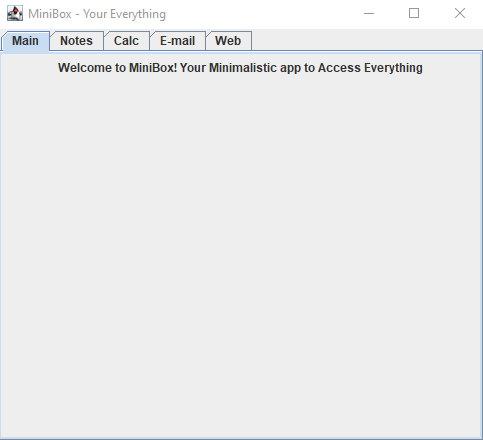 MiniBox - Your Everything
Main Notes Calc E-mail Web
Welcome to MiniBox! Your Minimalistic app to Access Everything